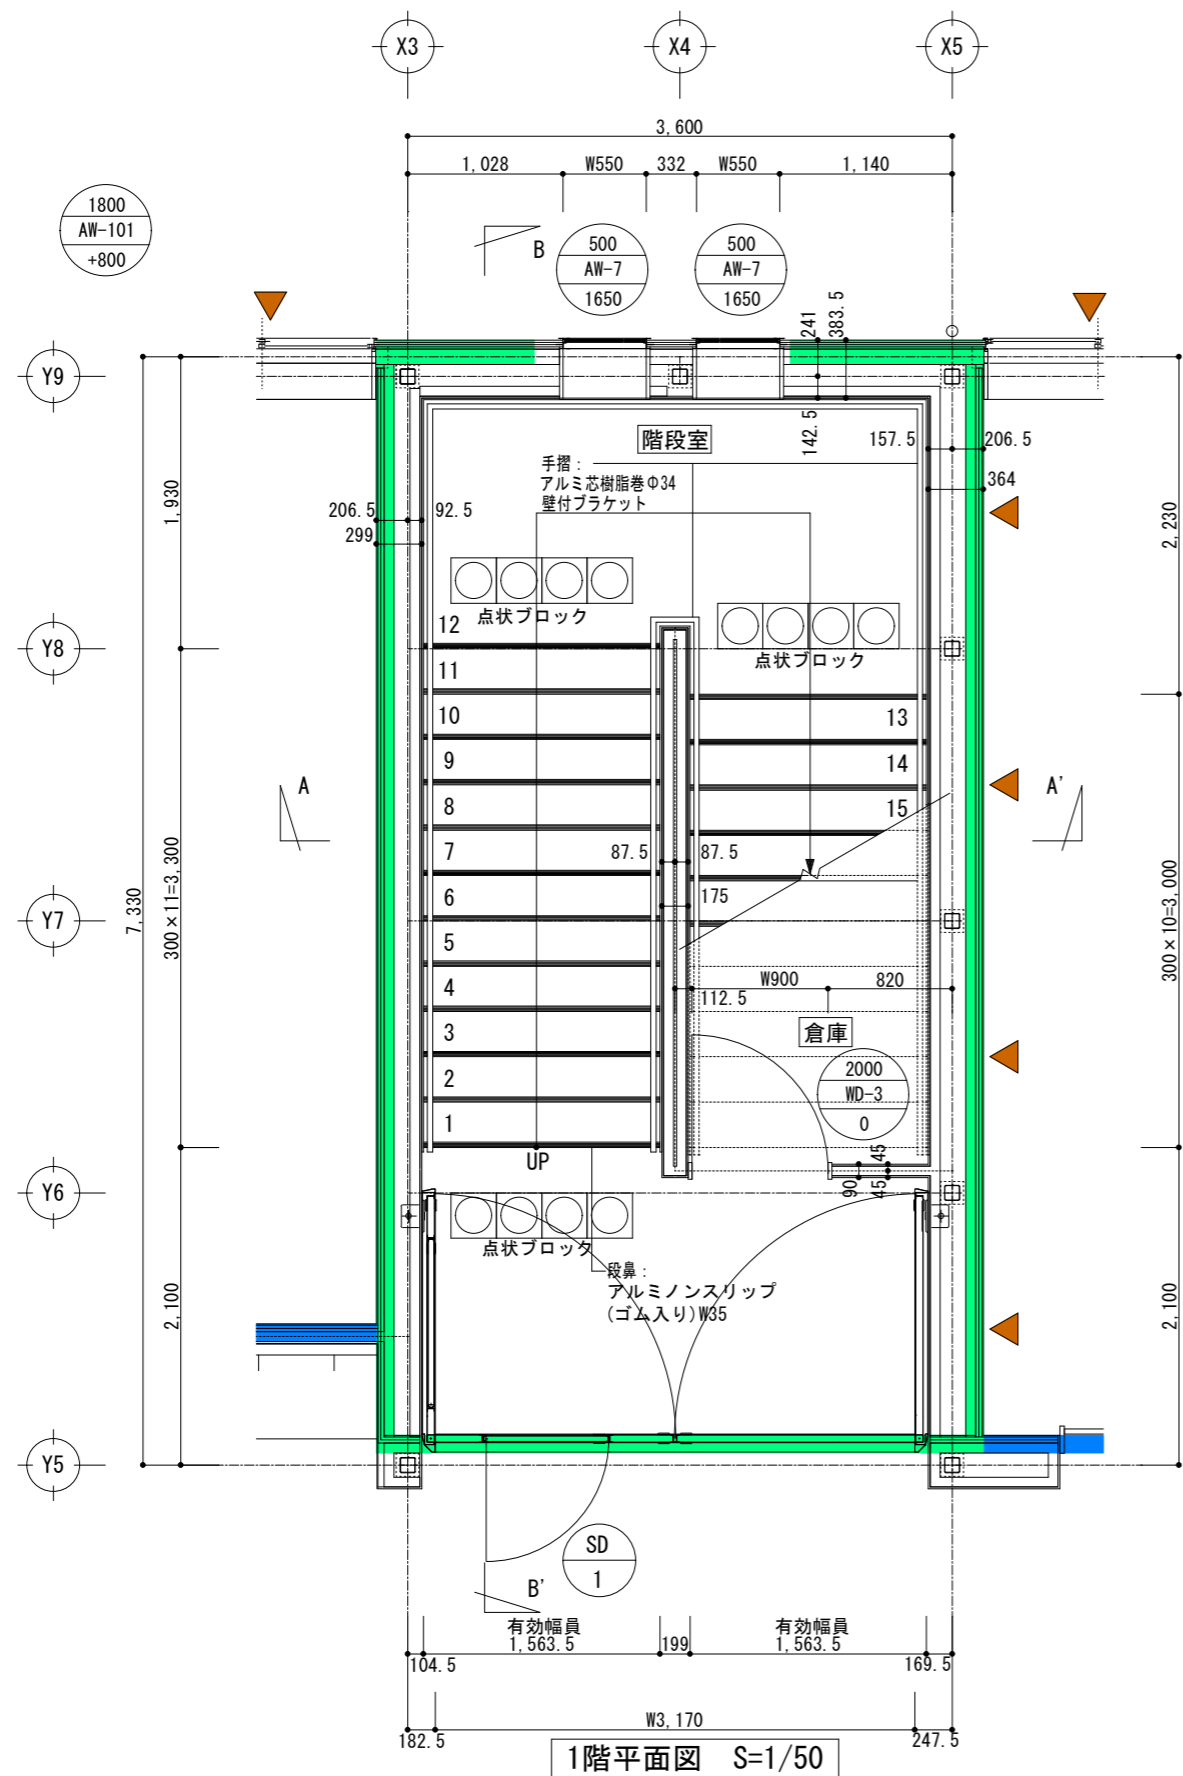 X3
X4
X5
3,600
1,028
W550
332
W550
1,140
1800
AW-101
+800
B
500
AW-7
1650
500
AW-7
1650
241
383.5
Y9
階段室
142.5
157.5
206.5
手摺:
アルミ芯樹脂巻Φ34
壁付ブラケット
364
1,930
206.5
92.5
299
2,230
点状ブロック
点状ブロック
12
Y8
11
10
13
9
14
A
A'
8
15
7
87.5
87.5
6
175
7,330
300×11=3,300
300×10=3,000
Y7
5
4
W900
820
112.5
3
倉庫
2
2000
WD-3
0
1
UP
45
90
45
Y6
点状ブロック
段鼻:
アルミノンスリップ
(ゴム入り)W35
2,100
2,100
Y5
SD
1
B'
有効幅員
有効幅員
1,563.5
199
1,563.5
104.5
169.5
W3,170
182.5
247.5
1階平面図 S=1/50